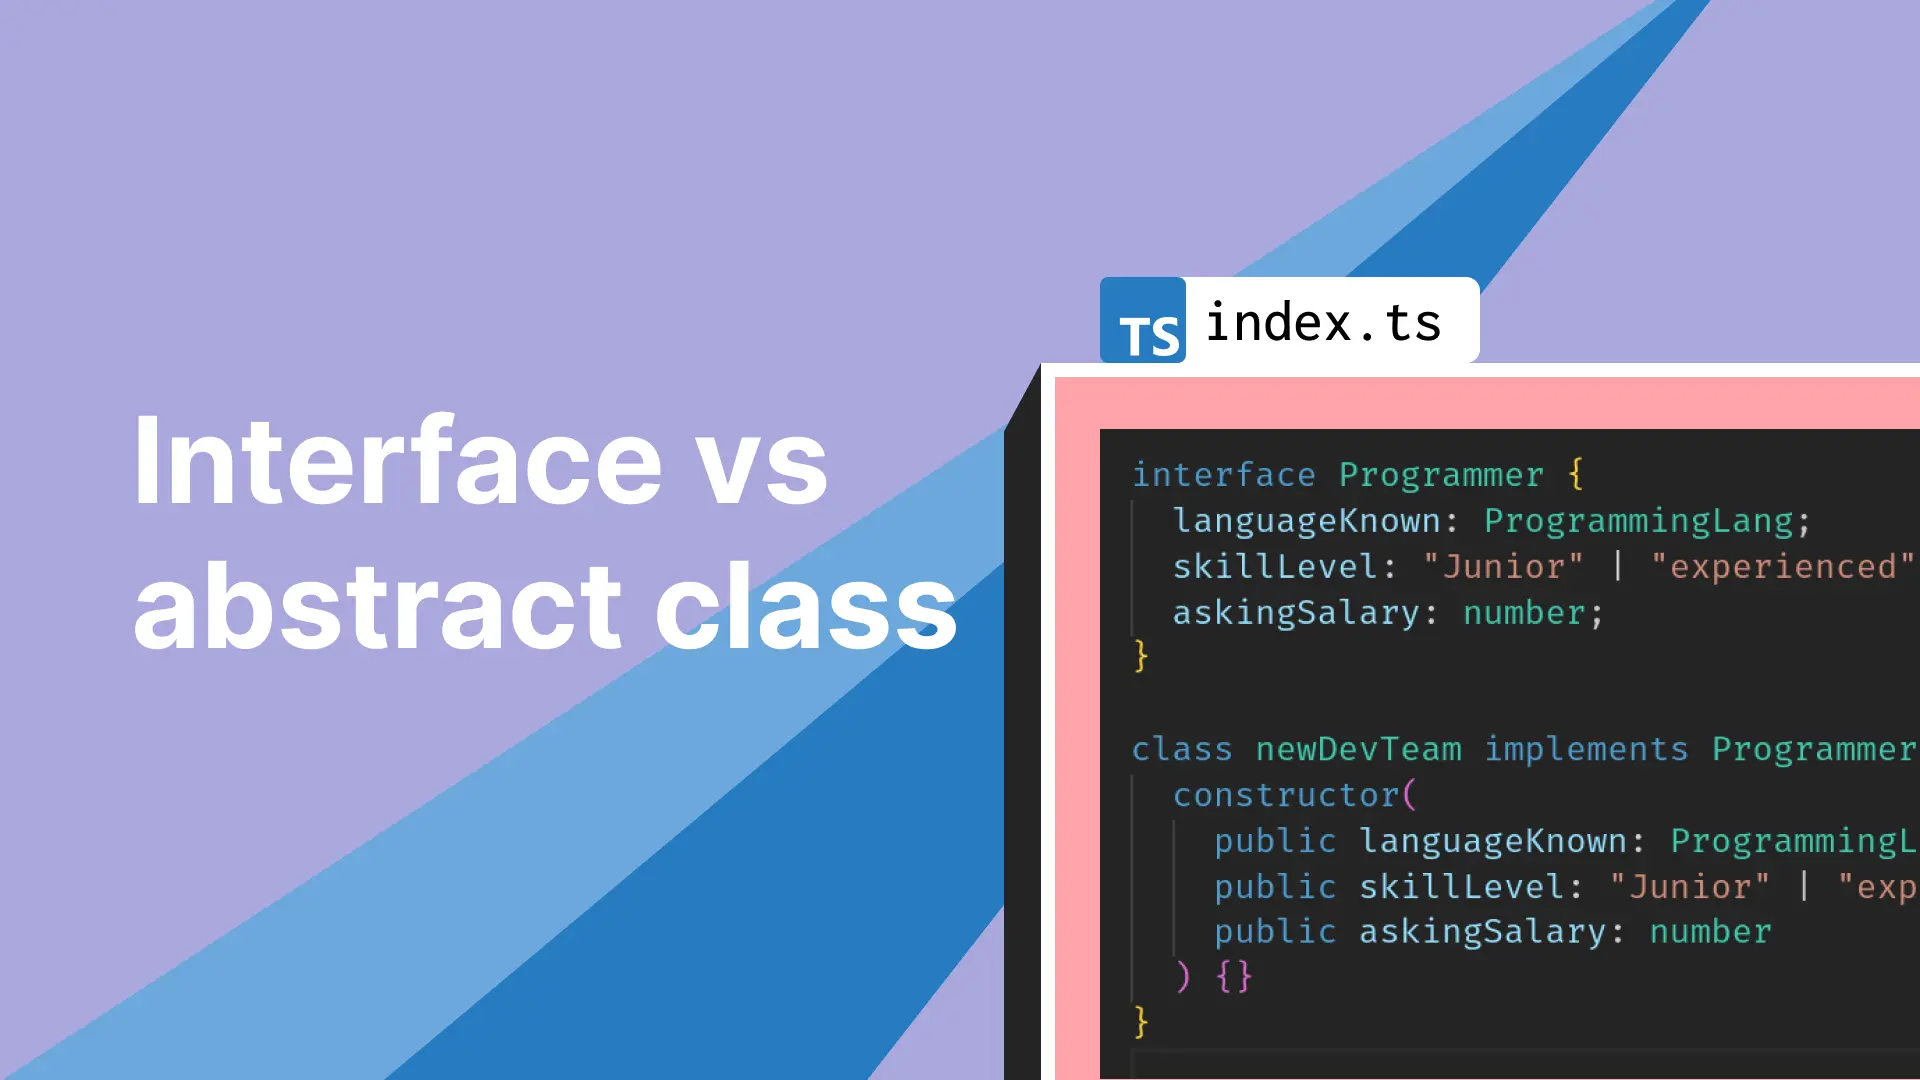 Interface vs
abstract class
TS index.ts
interface Programmer {
languageKnown: ProgrammingLang;
skillLevel: "Junior" | "experienced"
askingSalary: number;
}
class newDevTeam implements Programmer
constructor(
public languageKnown: ProgrammingL
public skillLevel: "Junior" | "exp
public askingSalary: number
) {}
}